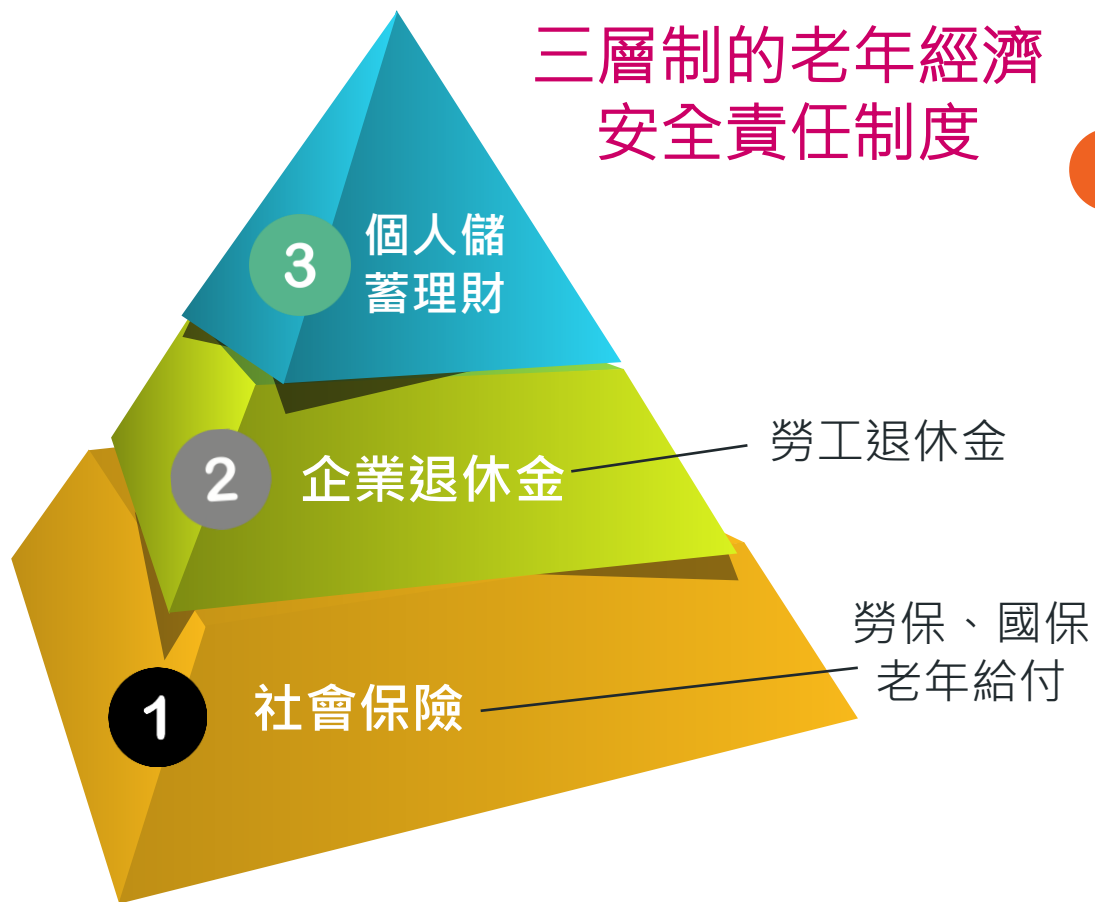 三層制的老年經濟
安全責任制度
3
個人儲
蓄理財
2
企業退休金
勞工退休金
1
社會保險
勞保、國保
老年給付